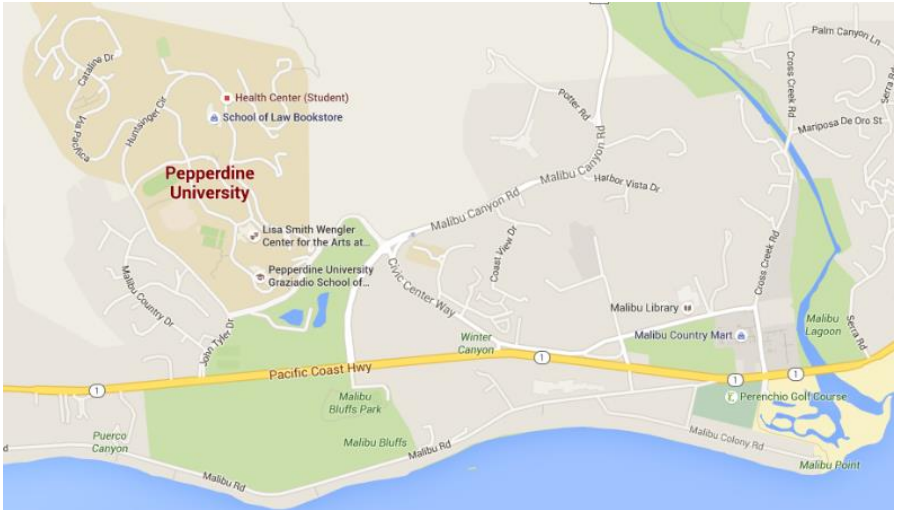 Palm Canyon Ln
Cataline Dr
Cross Creek Rd
Serra Rd
Health Center (Student)
Potter Rd
School of Law Bookstore
Huntsinger Cir
Mariposa De Oro St
Via Pacifica
Malibu Canyon Rd
Pepperdine
University
Harbor Vista Dr
Malibu Canyon Rd
Lisa Smith Wengler
Center for the Arts at...
Coast View Dr
Cross Creek Rd
Pepperdine University
Graziadio School of...
Civic Center Way
Malibu Country Dr
Malibu Library
Malibu
Lagoon
Serra Rd
John Tyler Dr
Winter
Canyon
Malibu Country Mart
1
Pacific Coast Hwy
1
1
1
Malibu
Bluffs Park
Perenchio Golf Course
Puerco
Canyon
Malibu Bluffs
Malibu Rd
Malibu Colony Rd
Malibu Point
Malibu Rd